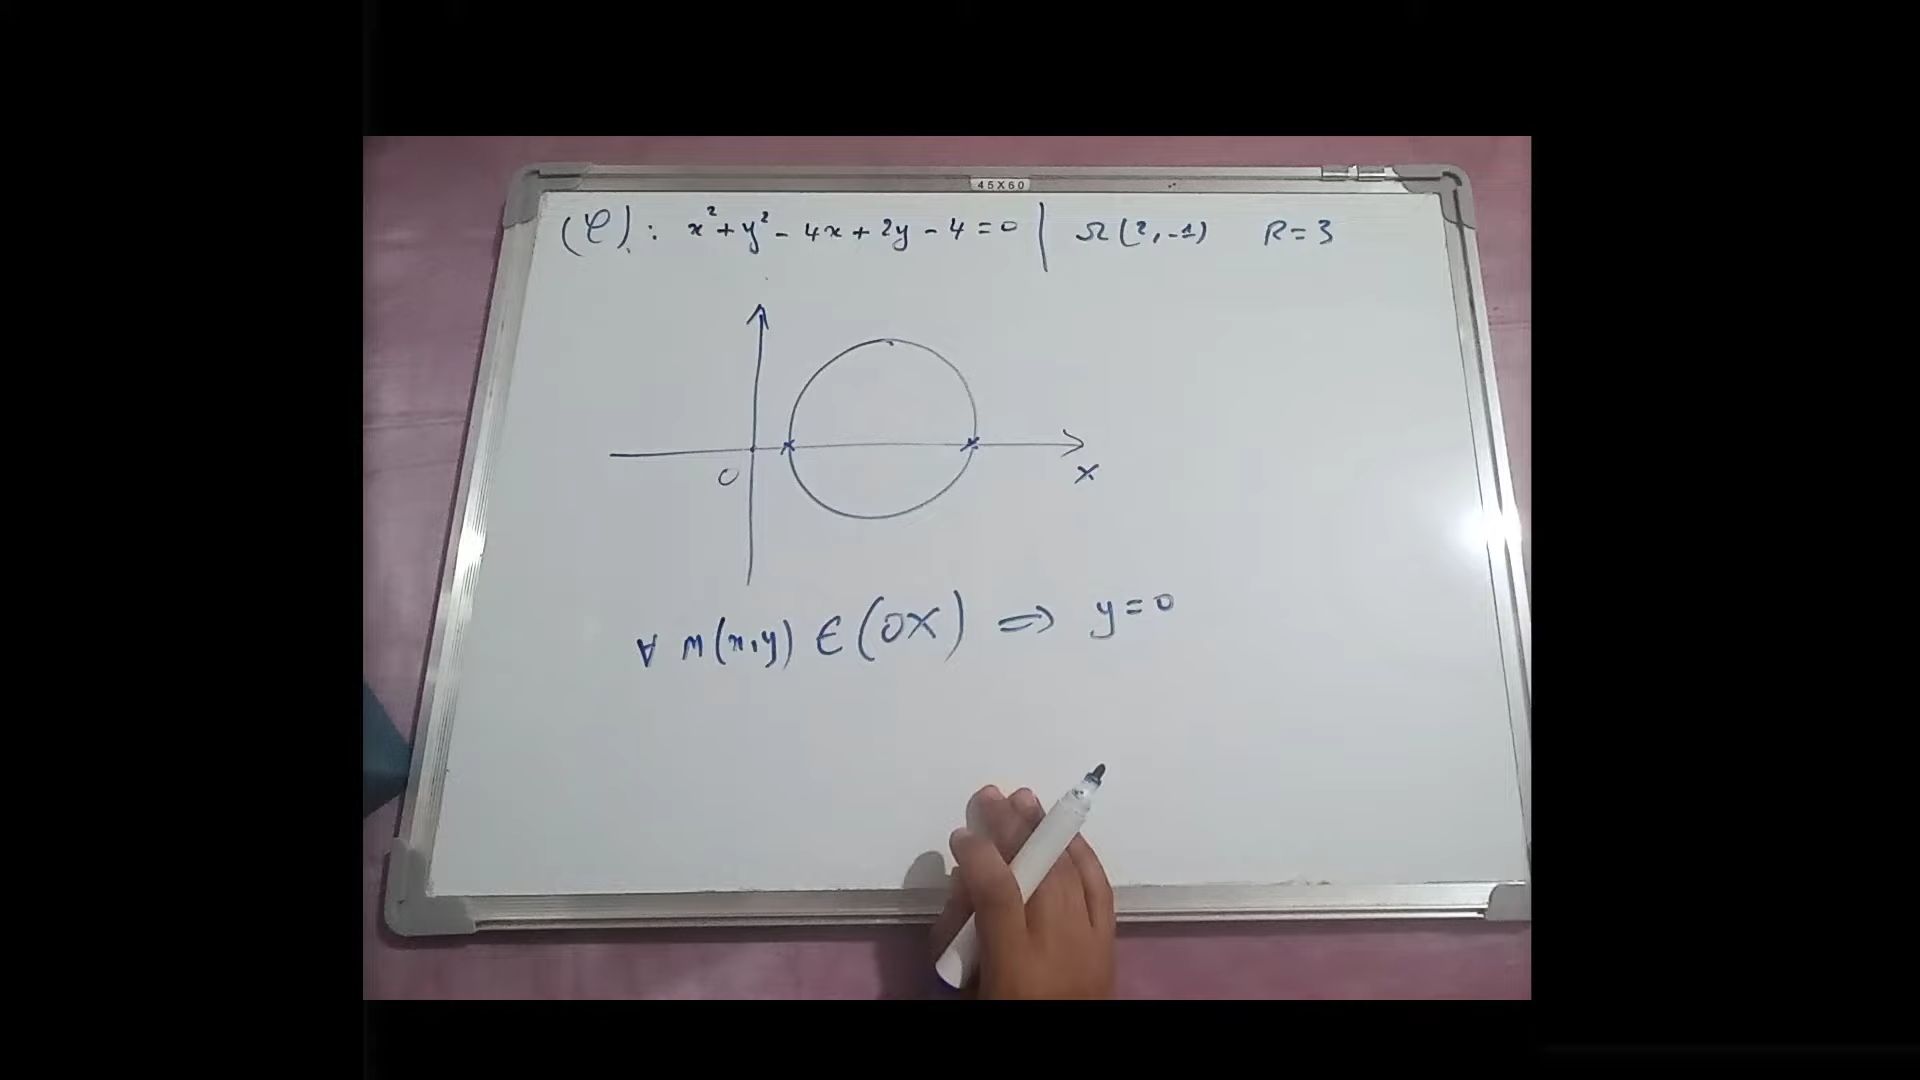 45X60
(C): x² + y² - 4x + 2y - 4 = 0 | Ω(2,-1) R = 3
O
x
∀ M(x,y) ∈ (OX) ⇒ y = 0